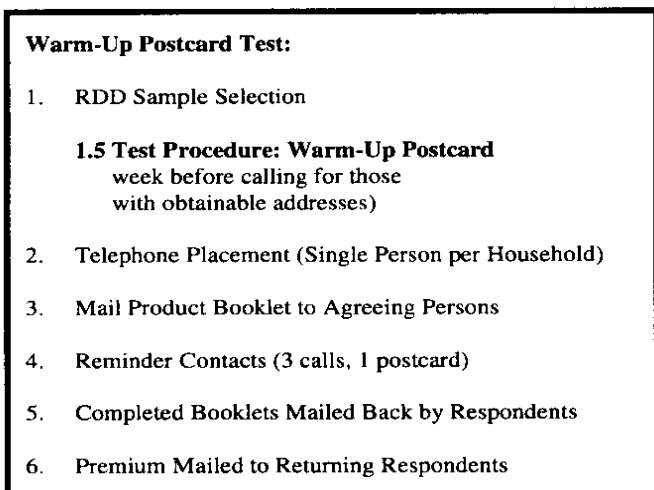 Warm-Up Postcard Test:
1. RDD Sample Selection
1.5 Test Procedure: Warm-Up Postcard
week before calling for those
with obtainable addresses)
2. Telephone Placement (Single Person per Household)
3. Mail Product Booklet to Agreeing Persons
4. Reminder Contacts (3 calls, 1 postcard)
5. Completed Booklets Mailed Back by Respondents
6. Premium Mailed to Returning Respondents